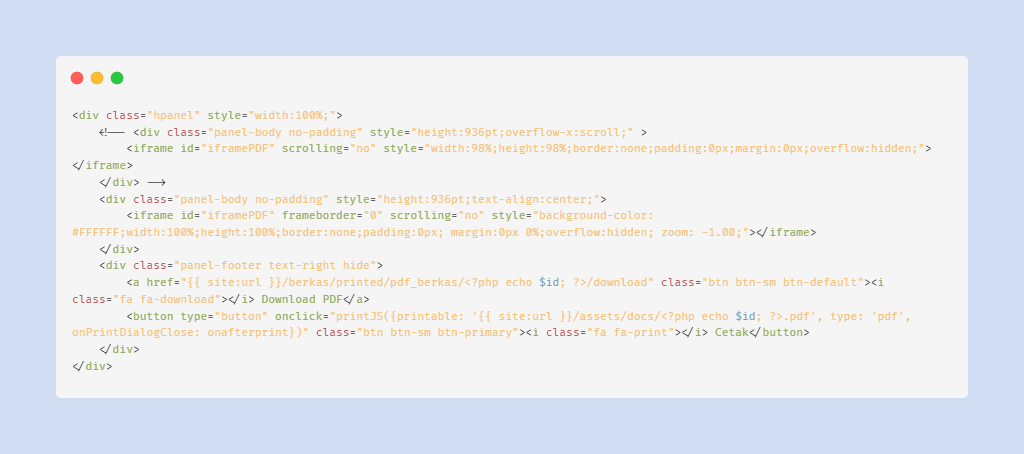 <div class="hpanel" style="width:100%;">
    <!-- <div class="panel-body no-padding" style="height:936pt;overflow-x:scroll;" >
        <iframe id="iframePDF" scrolling="no" style="width:98%;height:98%;border:none;padding:0px;margin:0px;overflow:hidden;">
</iframe>
    </div> -->
    <div class="panel-body no-padding" style="height:936pt;text-align:center;">
        <iframe id="iframePDF" frameborder="0" scrolling="no" style="background-color:
#FFFFFF;width:100%;height:100%;border:none;padding:0px; margin:0px 0%;overflow:hidden; zoom: -1.00;"></iframe>
    </div>
    <div class="panel-footer text-right hide">
        <a href="{{ site:url }}/berkas/printed/pdf_berkas/<?php echo $id; ?>/download" class="btn btn-sm btn-default"><i
class="fa fa-download"></i> Download PDF</a>
        <button type="button" onclick="printJS({printable: '{{ site:url }}/assets/docs/<?php echo $id; ?>.pdf', type: 'pdf',
onPrintDialogClose: onafterprint})" class="btn btn-sm btn-primary"><i class="fa fa-print"></i> Cetak</button>
    </div>
</div>